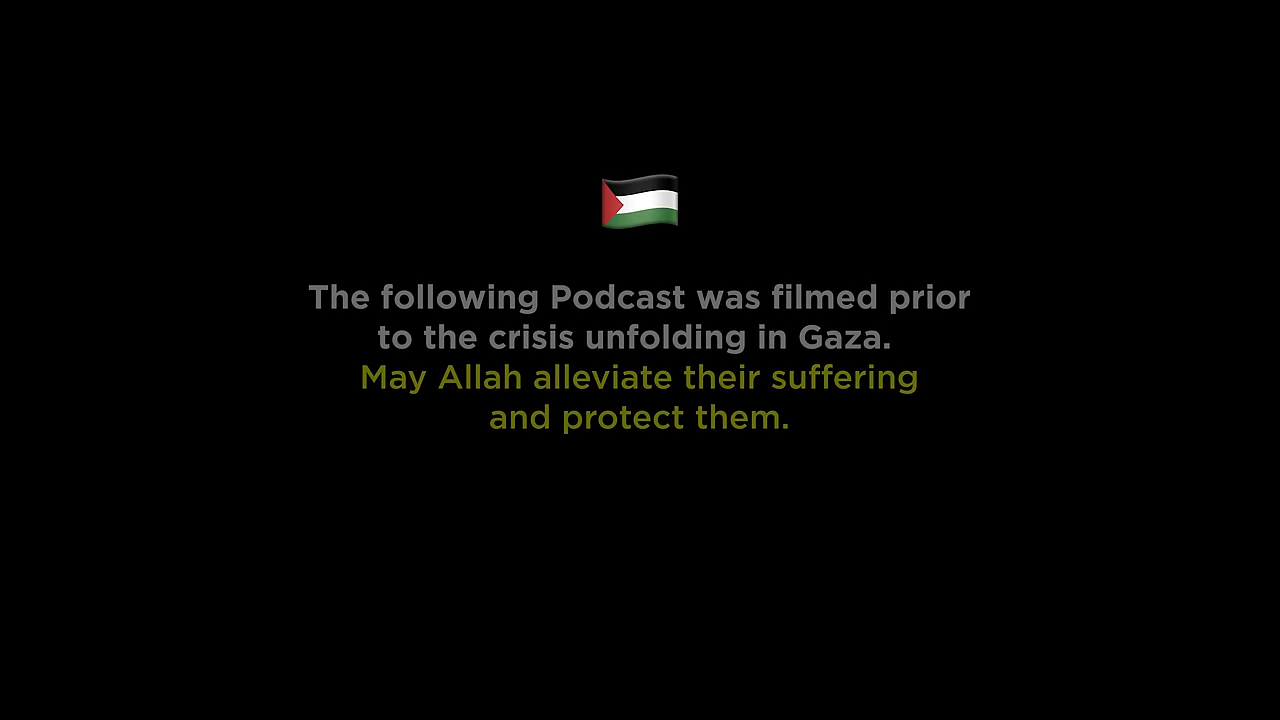 The following Podcast was filmed prior
to the crisis unfolding in Gaza.
May Allah alleviate their suffering
and protect them.